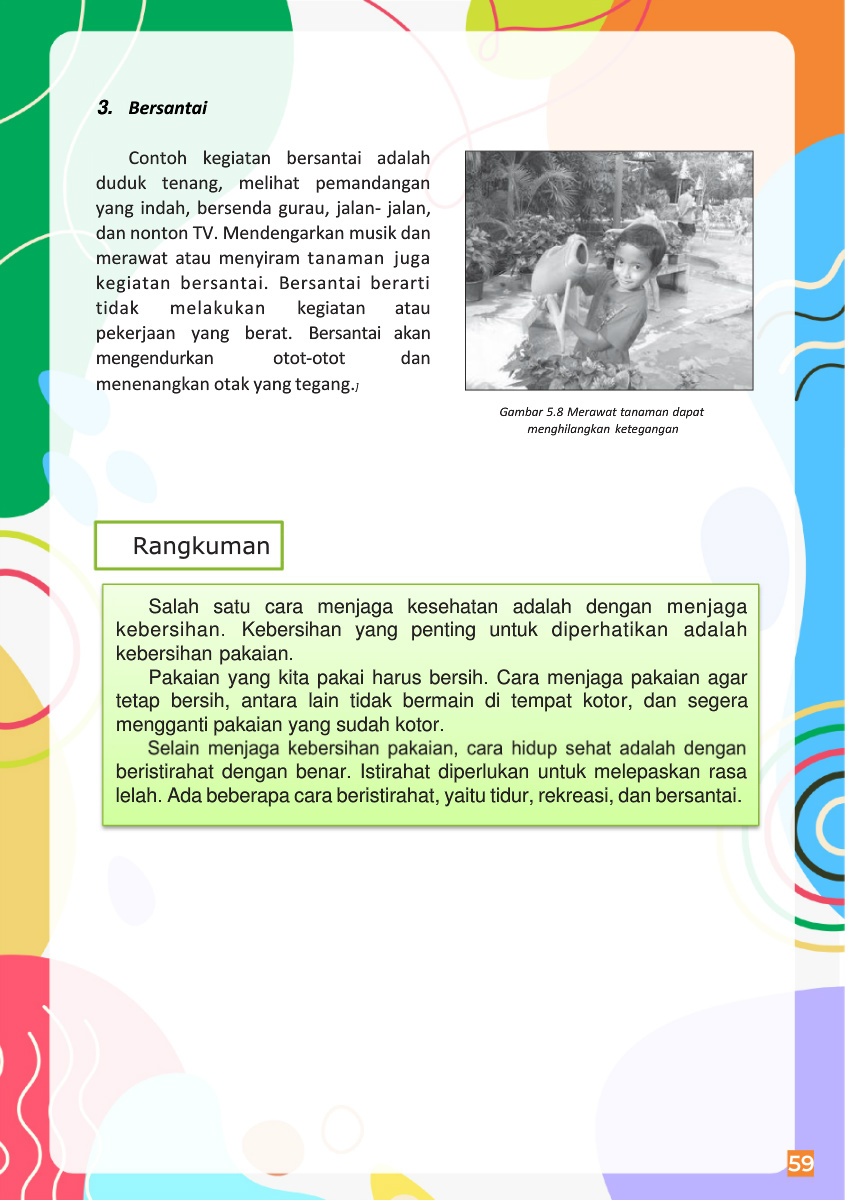 3. Bersantai
Contoh kegiatan bersantai adalah
duduk tenang, melihat pemandangan
yang indah, bersenda gurau, jalan- jalan,
dan nonton TV. Mendengarkan musik dan
merawat atau menyiram tanaman juga
kegiatan bersantai. Bersantai berarti
tidak melakukan kegiatan atau
pekerjaan yang berat. Bersantai akan
mengendurkan otot-otot dan
menenangkan otak yang tegang.]
Gambar 5.8 Merawat tanaman dapat
menghilangkan ketegangan
Rangkuman
Salah satu cara menjaga kesehatan adalah dengan menjaga
kebersihan. Kebersihan yang penting untuk diperhatikan adalah
kebersihan pakaian.
Pakaian yang kita pakai harus bersih. Cara menjaga pakaian agar
tetap bersih, antara lain tidak bermain di tempat kotor, dan segera
mengganti pakaian yang sudah kotor.
Selain menjaga kebersihan pakaian, cara hidup sehat adalah dengan
beristirahat dengan benar. Istirahat diperlukan untuk melepaskan rasa
lelah. Ada beberapa cara beristirahat, yaitu tidur, rekreasi, dan bersantai.
59